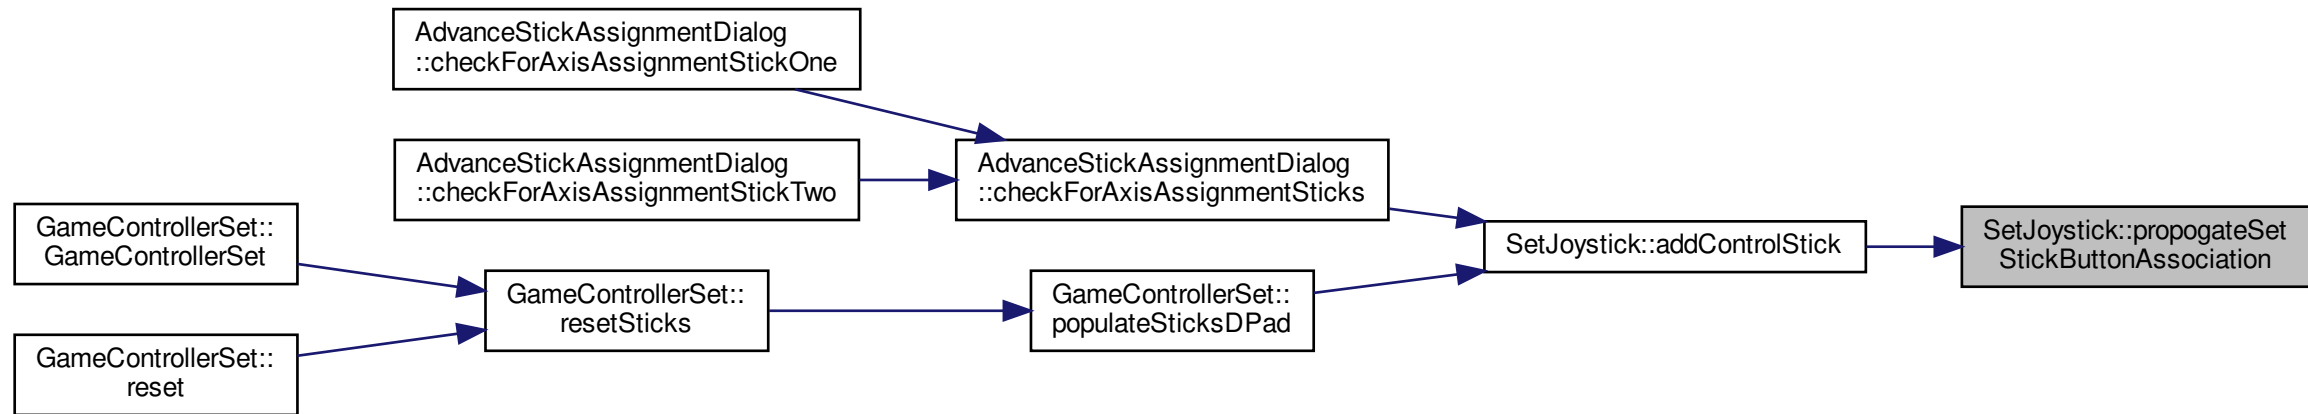 AdvanceStickAssignmentDialog
::checkForAxisAssignmentStickOne
AdvanceStickAssignmentDialog
::checkForAxisAssignmentStickTwo
AdvanceStickAssignmentDialog
::checkForAxisAssignmentSticks
GameControllerSet::
GameControllerSet
SetJoystick::addControlStick
SetJoystick::propogateSet
StickButtonAssociation
GameControllerSet::
resetSticks
GameControllerSet::
populateSticksDPad
GameControllerSet::
reset